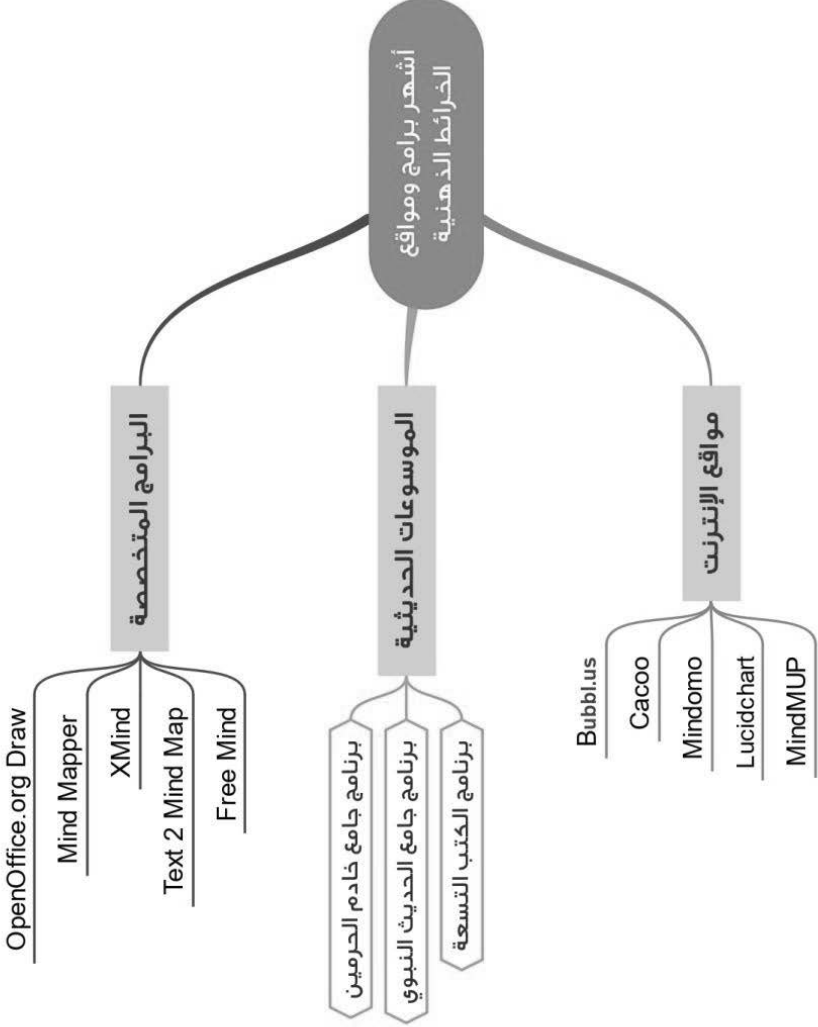 أشهر برامج ومواقع
الخرائط الذهنية
البرامج المتخصصة
OpenOffice.org Draw
Mind Mapper
XMind
Text 2 Mind Map
Free Mind
الموسوعات الحديثية
برنامج جامع خادم الحرمين
برنامج جامع الحديث النبوي
برنامج الكتب التسعة
مواقع الإنترنت
Bubbl.us
Cacoo
Mindomo
Lucidchart
MindMUP